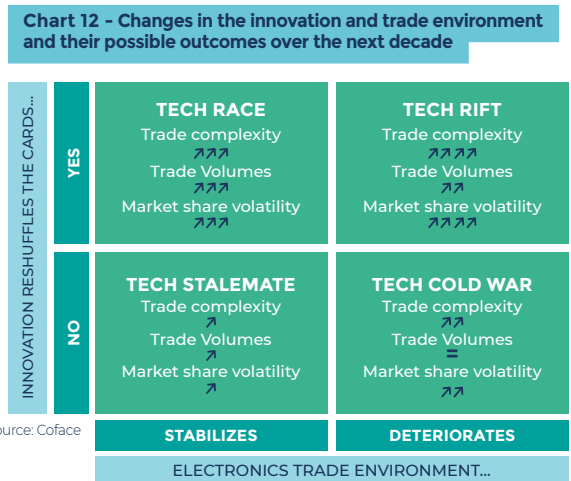 Chart 12 - Changes in the innovation and trade environment
and their possible outcomes over the next decade
INNOVATION RESHUFFLES THE CARDS...
YES
TECH RACE
Trade complexity
↗↗↗
Trade Volumes
↗↗↗
Market share volatility
↗↗↗
TECH RIFT
Trade complexity
↗↗↗↗
Trade Volumes
↗↗
Market share volatility
↗↗↗↗
NO
TECH STALEMATE
Trade complexity
↗
Trade Volumes
↗
Market share volatility
↗
TECH COLD WAR
Trade complexity
↗↗
Trade Volumes
=
Market share volatility
↗↗
ource: Coface
STABILIZES
DETERIORATES
ELECTRONICS TRADE ENVIRONMENT...